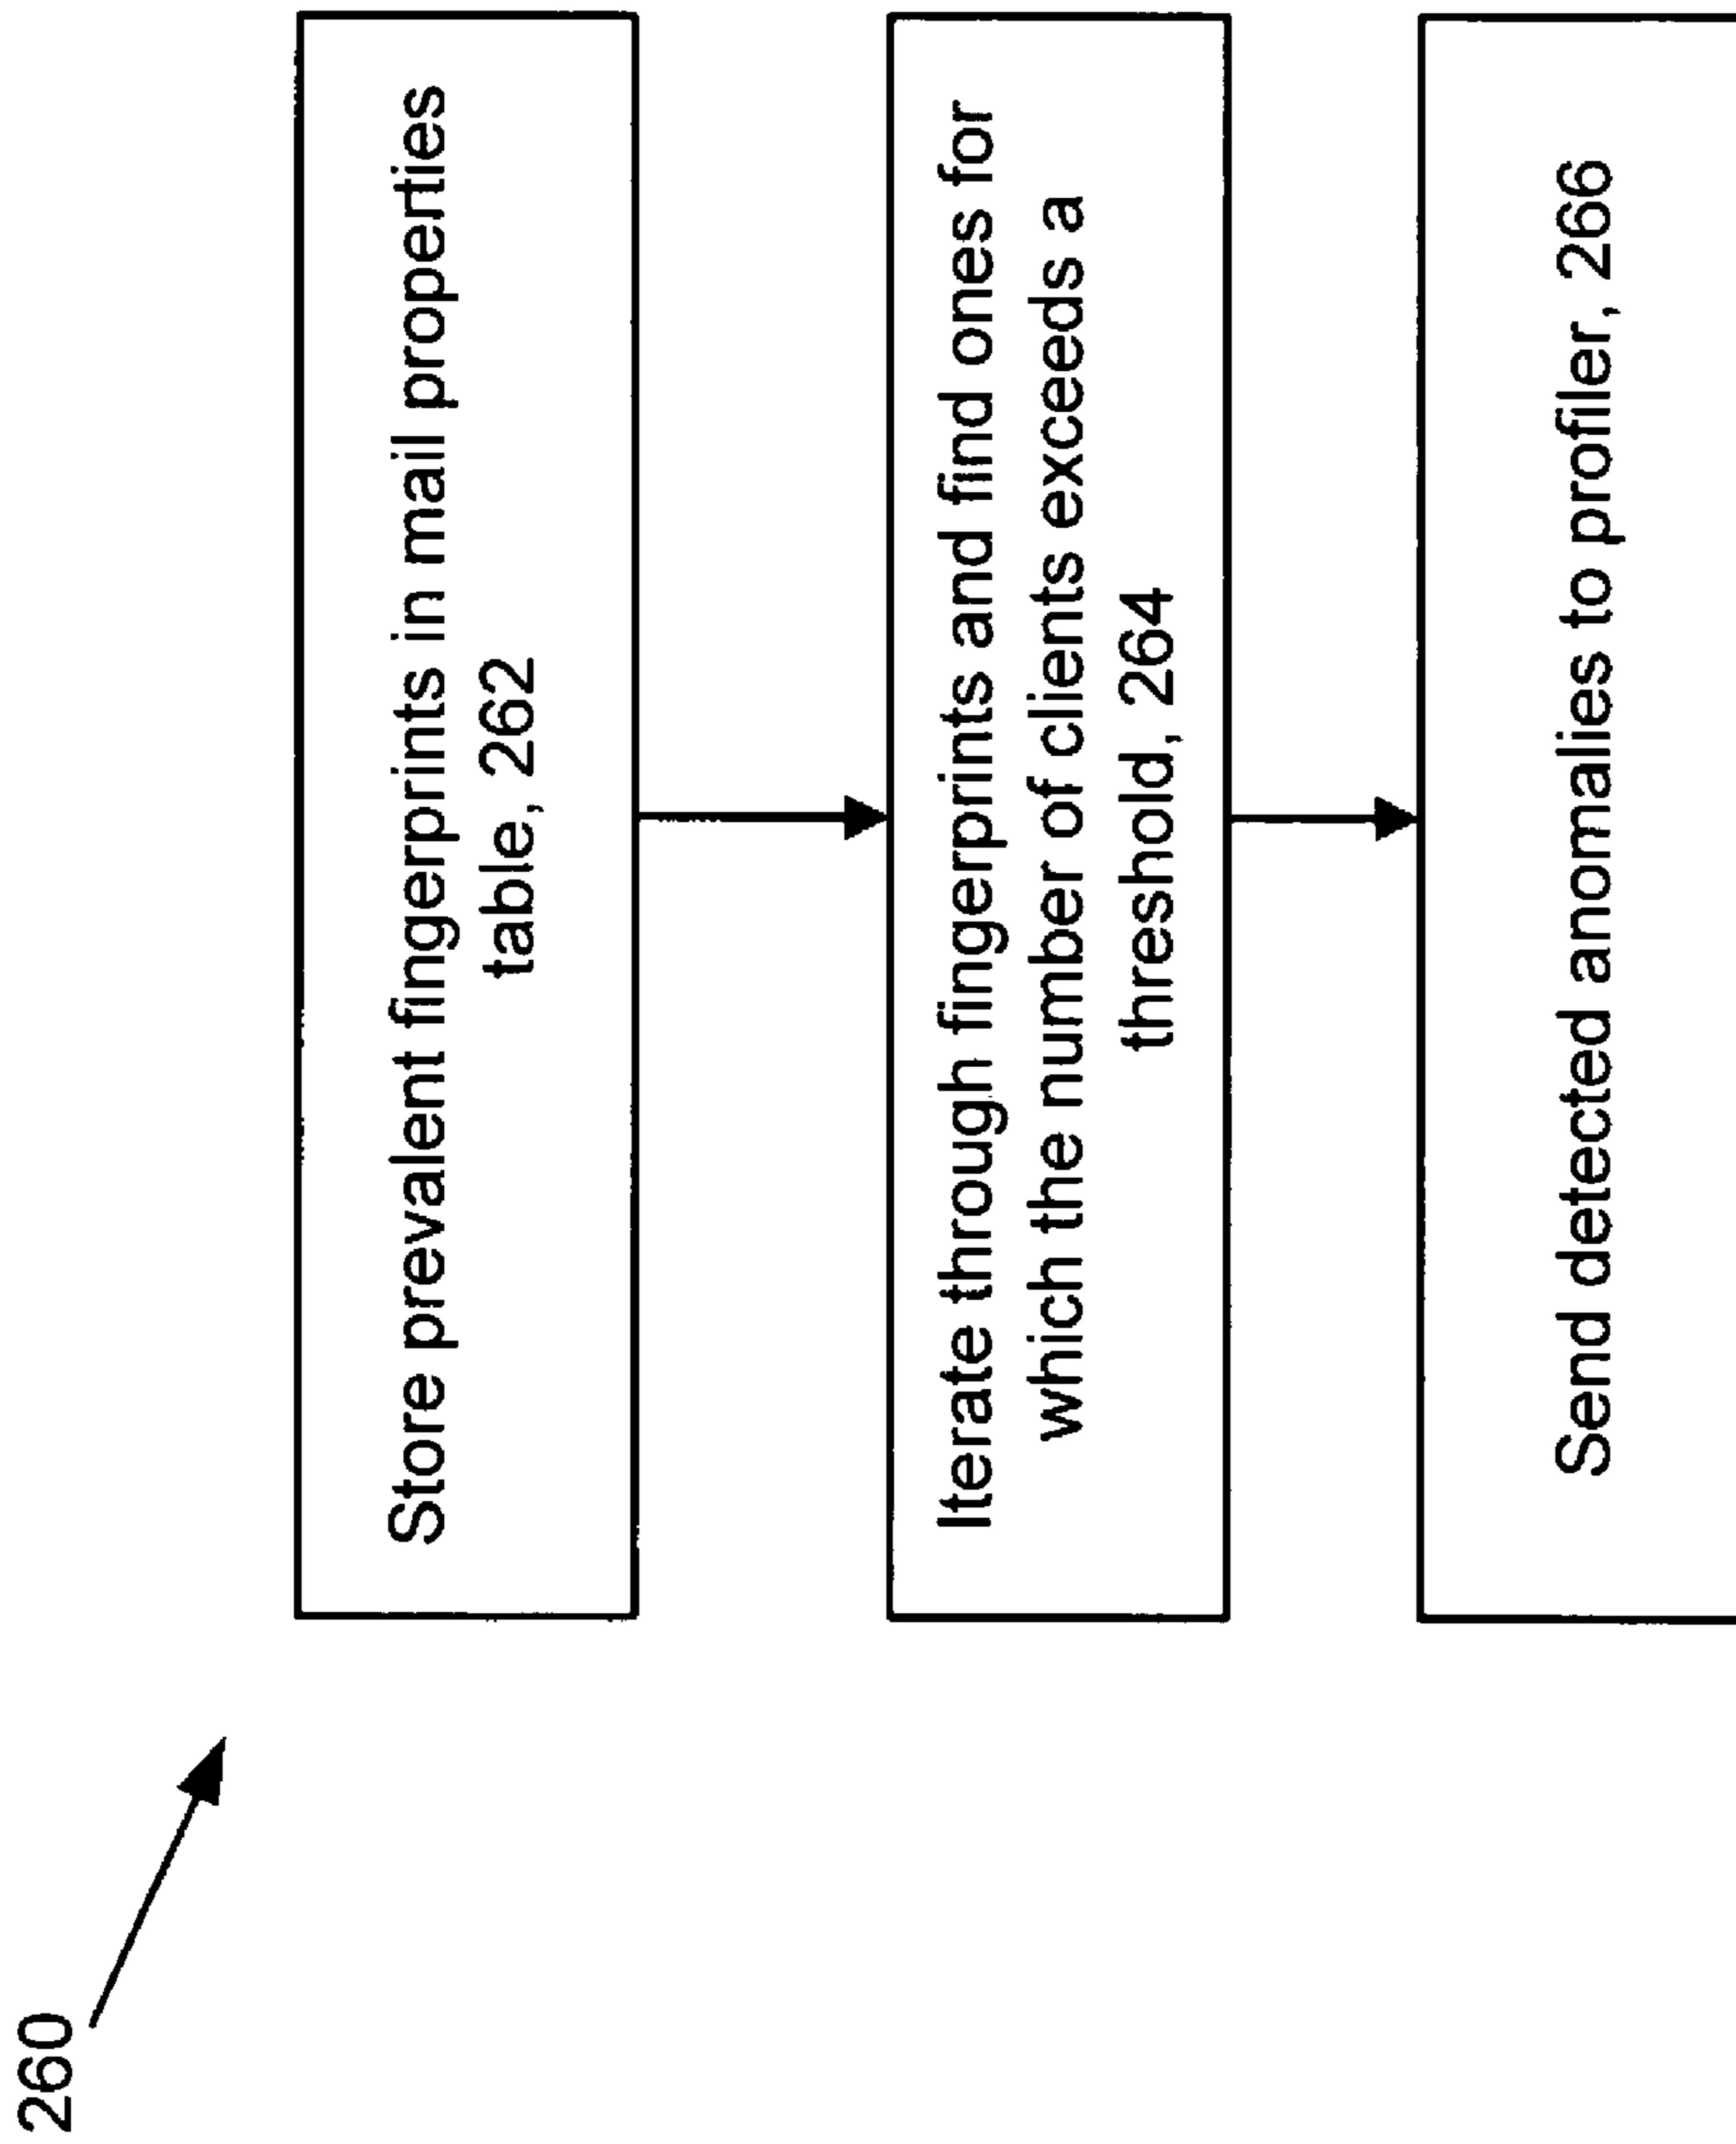 260
Store prevalent fingerprints in mail properties
table, 262
Iterate through fingerprints and find ones for
which the number of clients exceeds a
threshold, 264
Send detected anomalies to profiler, 266